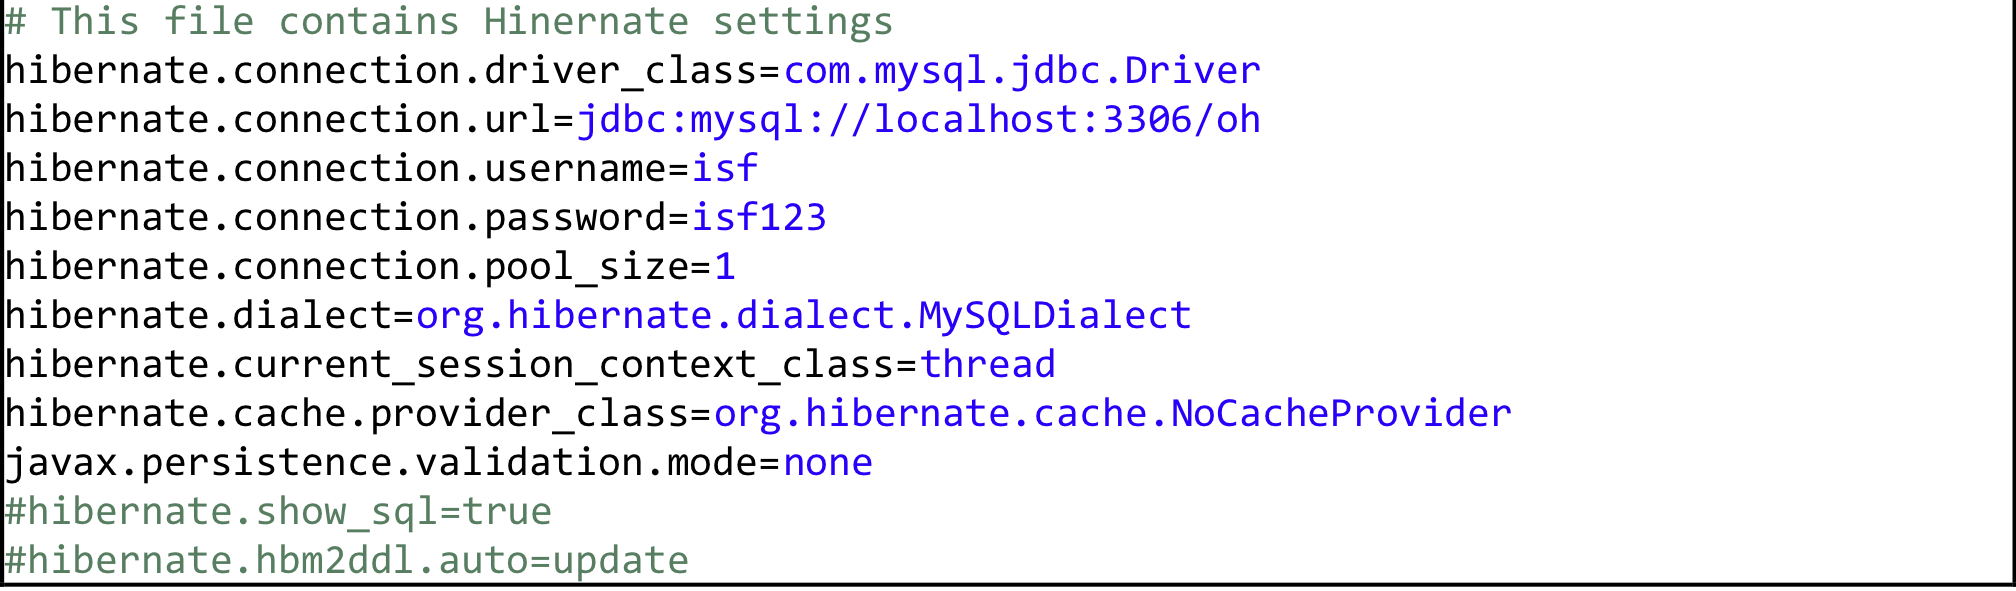 # This file contains Hinernate settings
hibernate.connection.driver_class=com.mysql.jdbc.Driver
hibernate.connection.url=jdbc:mysql://localhost:3306/oh
hibernate.connection.username=isf
hibernate.connection.password=isf123
hibernate.connection.pool_size=1
hibernate.dialect=org.hibernate.dialect.MySQLDialect
hibernate.current_session_context_class=thread
hibernate.cache.provider_class=org.hibernate.cache.NoCacheProvider
javax.persistence.validation.mode=none
#hibernate.show_sql=true
#hibernate.hbm2ddl.auto=update